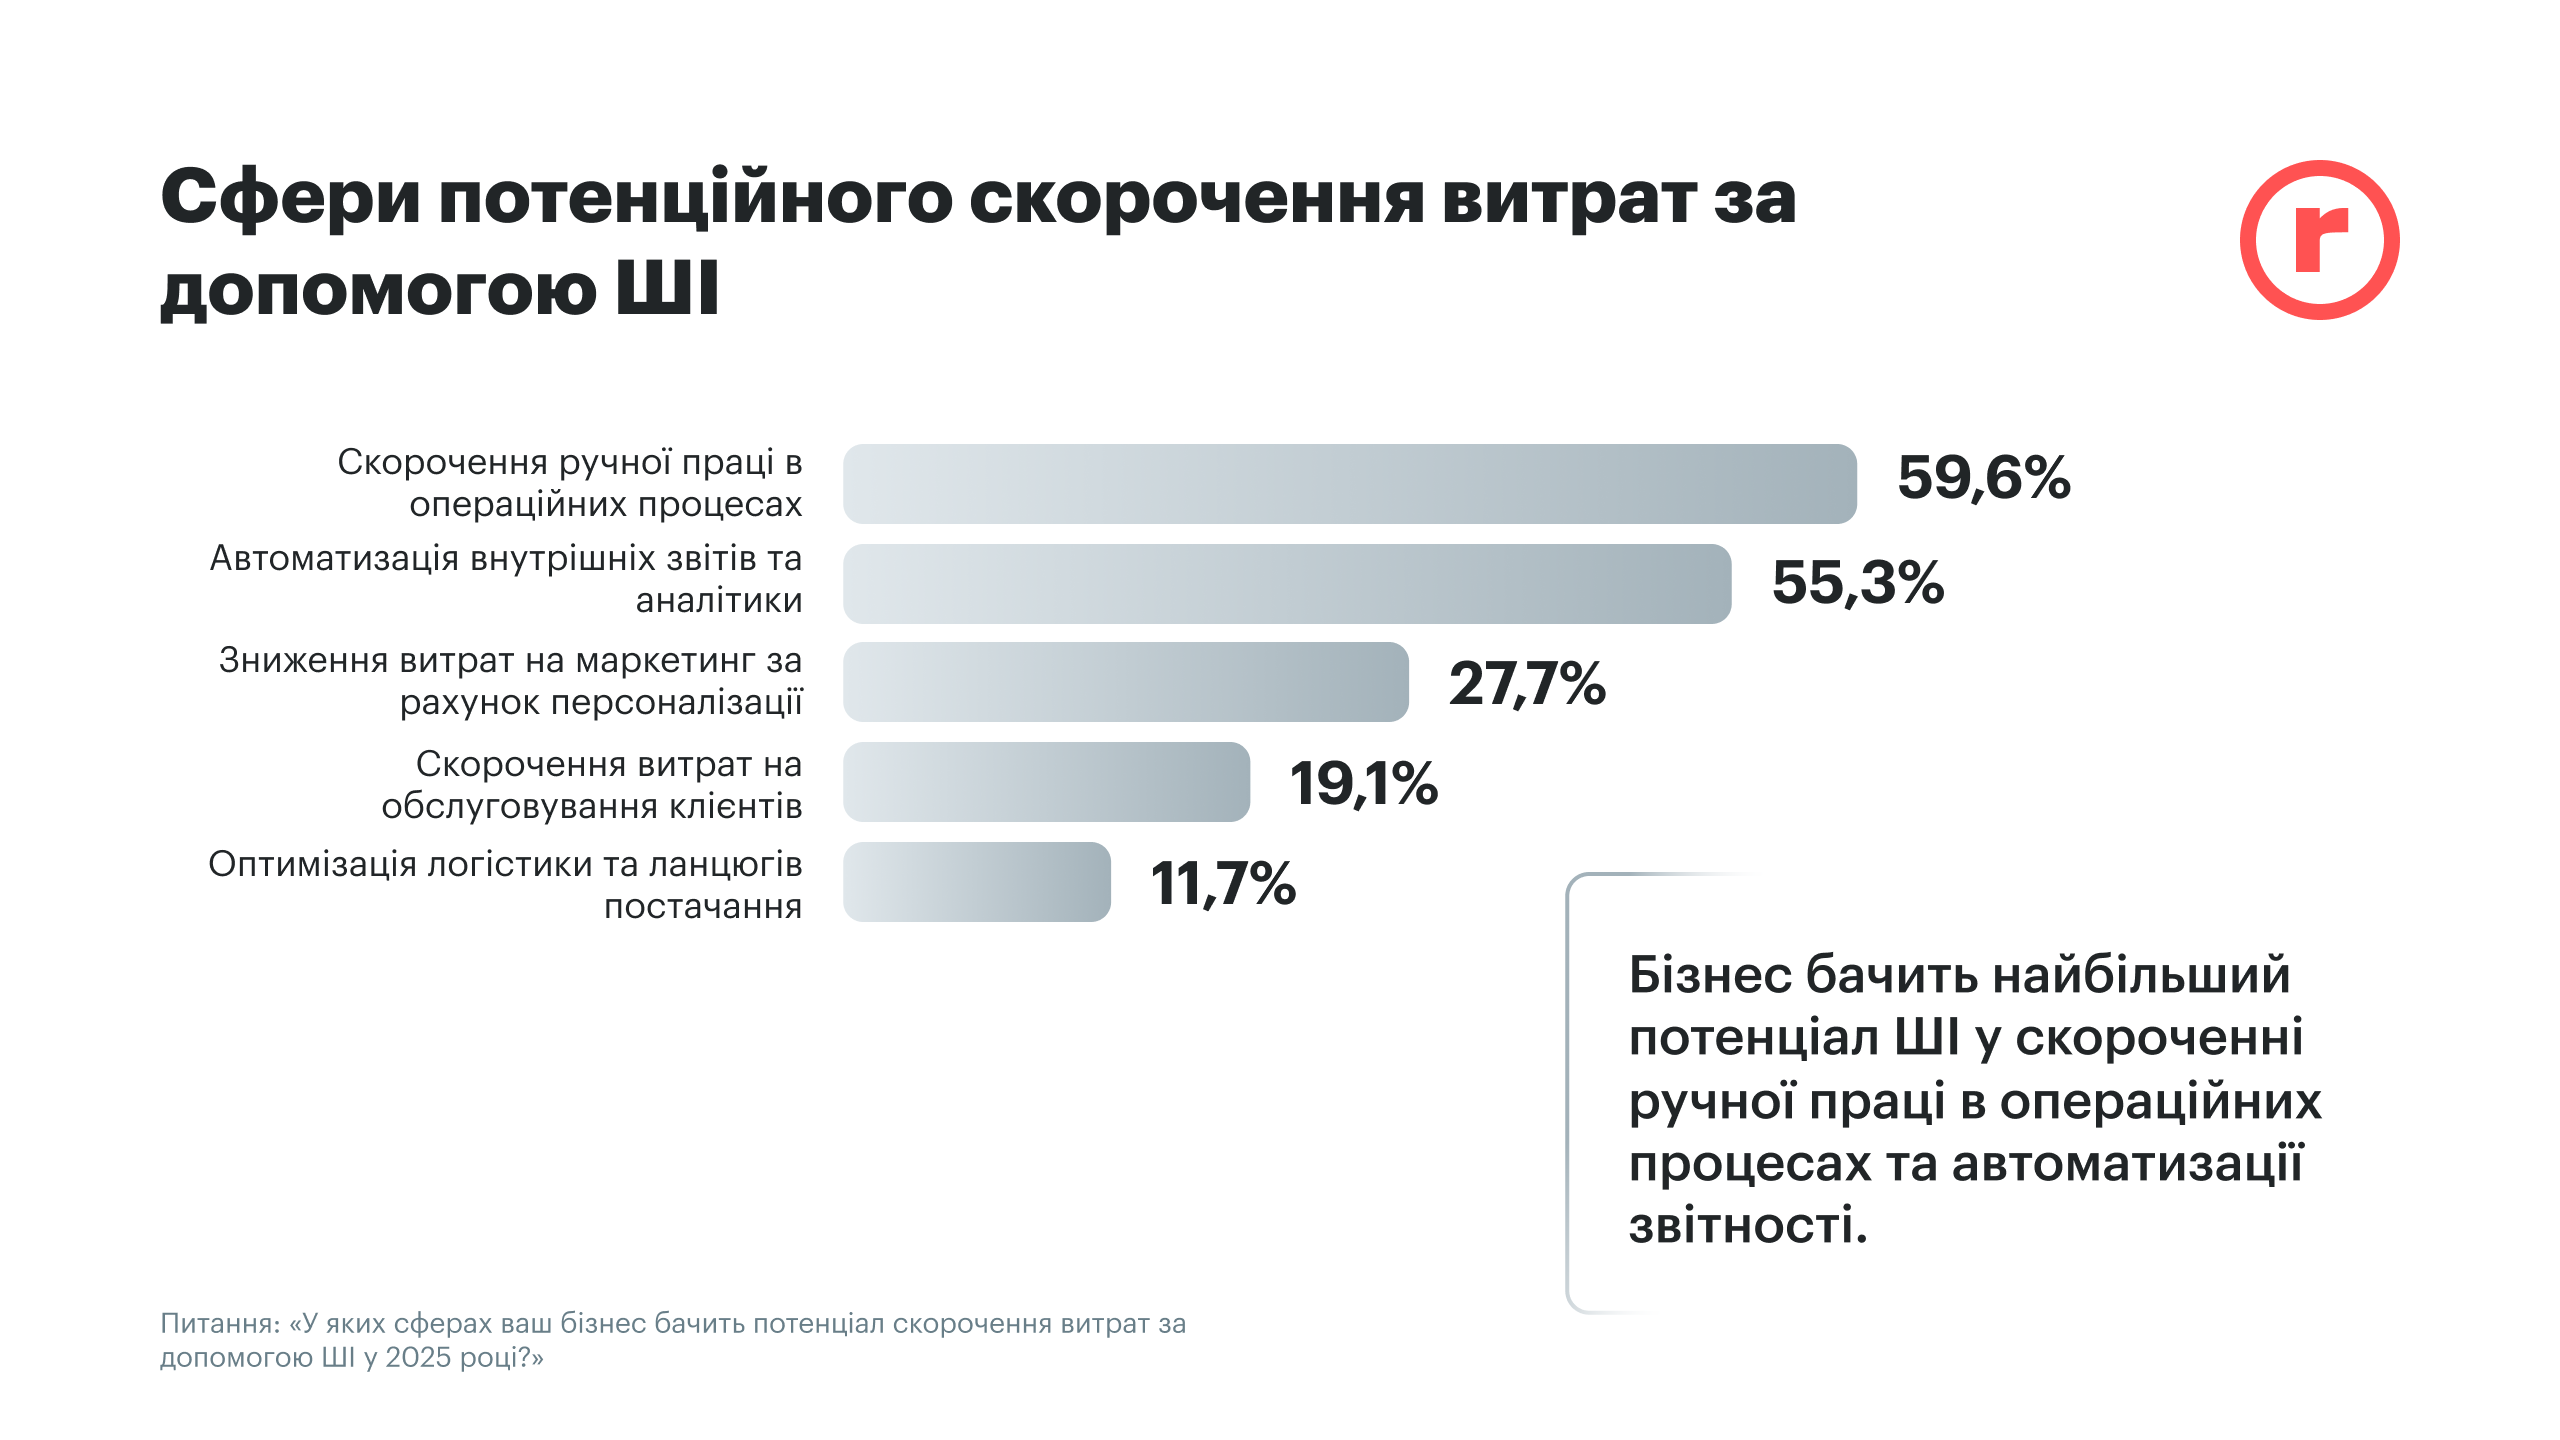 Сфери потенційного скорочення витрат за
допомогою ШІ
r
Скорочення ручної праці в
операційних процесах
59,6%
Автоматизація внутрішніх звітів та
аналітики
55,3%
Зниження витрат на маркетинг за
рахунок персоналізації
27,7%
Скорочення витрат на
обслуговування клієнтів
19,1%
Оптимізація логістики та ланцюгів
постачання
11,7%
Бізнес бачить найбільший
потенціал ШІ у скороченні
ручної праці в операційних
процесах та автоматизації
звітності.
Питання: «У яких сферах ваш бізнес бачить потенціал скорочення витрат за
допомогою ШІ у 2025 році?»